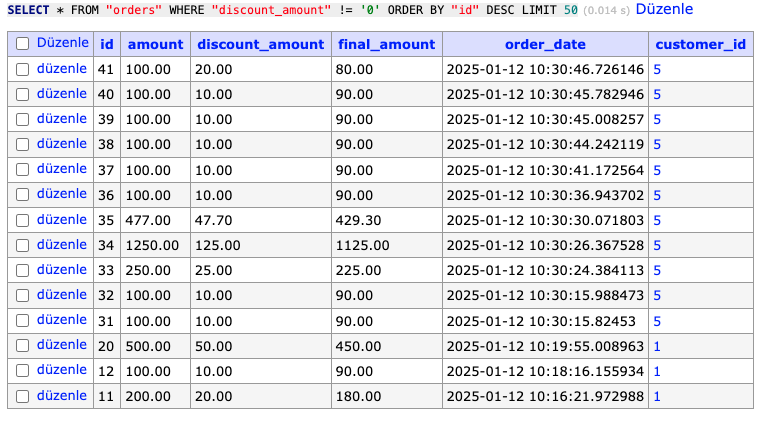 SELECT * FROM "orders" WHERE "discount_amount" != '0' ORDER BY "id" DESC LIMIT 50 (0.014 s) Düzenle
Düzenle id amount discount_amount final_amount order_date customer_id
düzenle 41 100.00 20.00 80.00 2025-01-12 10:30:46.726146 5
düzenle 40 100.00 10.00 90.00 2025-01-12 10:30:45.782946 5
düzenle 39 100.00 10.00 90.00 2025-01-12 10:30:45.008257 5
düzenle 38 100.00 10.00 90.00 2025-01-12 10:30:44.242119 5
düzenle 37 100.00 10.00 90.00 2025-01-12 10:30:41.172564 5
düzenle 36 100.00 10.00 90.00 2025-01-12 10:30:36.943702 5
düzenle 35 477.00 47.70 429.30 2025-01-12 10:30:30.071803 5
düzenle 34 1250.00 125.00 1125.00 2025-01-12 10:30:26.367528 5
düzenle 33 250.00 25.00 225.00 2025-01-12 10:30:24.384113 5
düzenle 32 100.00 10.00 90.00 2025-01-12 10:30:15.988473 5
düzenle 31 100.00 10.00 90.00 2025-01-12 10:30:15.82453 5
düzenle 20 500.00 50.00 450.00 2025-01-12 10:19:55.008963 1
düzenle 12 100.00 10.00 90.00 2025-01-12 10:18:16.155934 1
düzenle 11 200.00 20.00 180.00 2025-01-12 10:16:21.972988 1